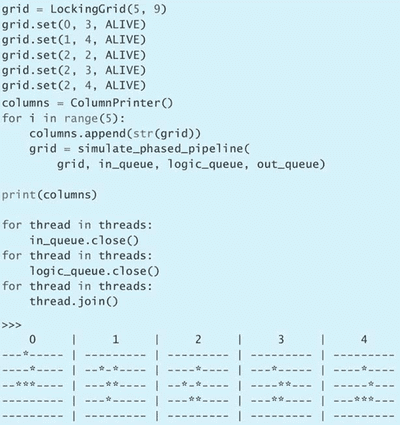 grid = LockingGrid(5, 9)
grid.set(0, 3, ALIVE)
grid.set(1, 4, ALIVE)
grid.set(2, 2, ALIVE)
grid.set(2, 3, ALIVE)
grid.set(2, 4, ALIVE)
columns = ColumnPrinter()
for i in range(5):
    columns.append(str(grid))
    grid = simulate_phased_pipeline(
        grid, in_queue, logic_queue, out_queue)
print(columns)
for thread in threads:
    in_queue.close()
for thread in threads:
    logic_queue.close()
for thread in threads:
    thread.join()
>>>
    0     |     1     |     2     |     3     |     4
---*----- | --------- | --------- | --------- | ---------
----*---- | --*-*---- | ----*---- | ---*----- | ----*----
--***---- | ---**---- | --*-*---- | ----**--- | -----*---
--------- | ---*----- | ---**---- | ---**---- | ---***---
--------- | --------- | --------- | --------- | ---------